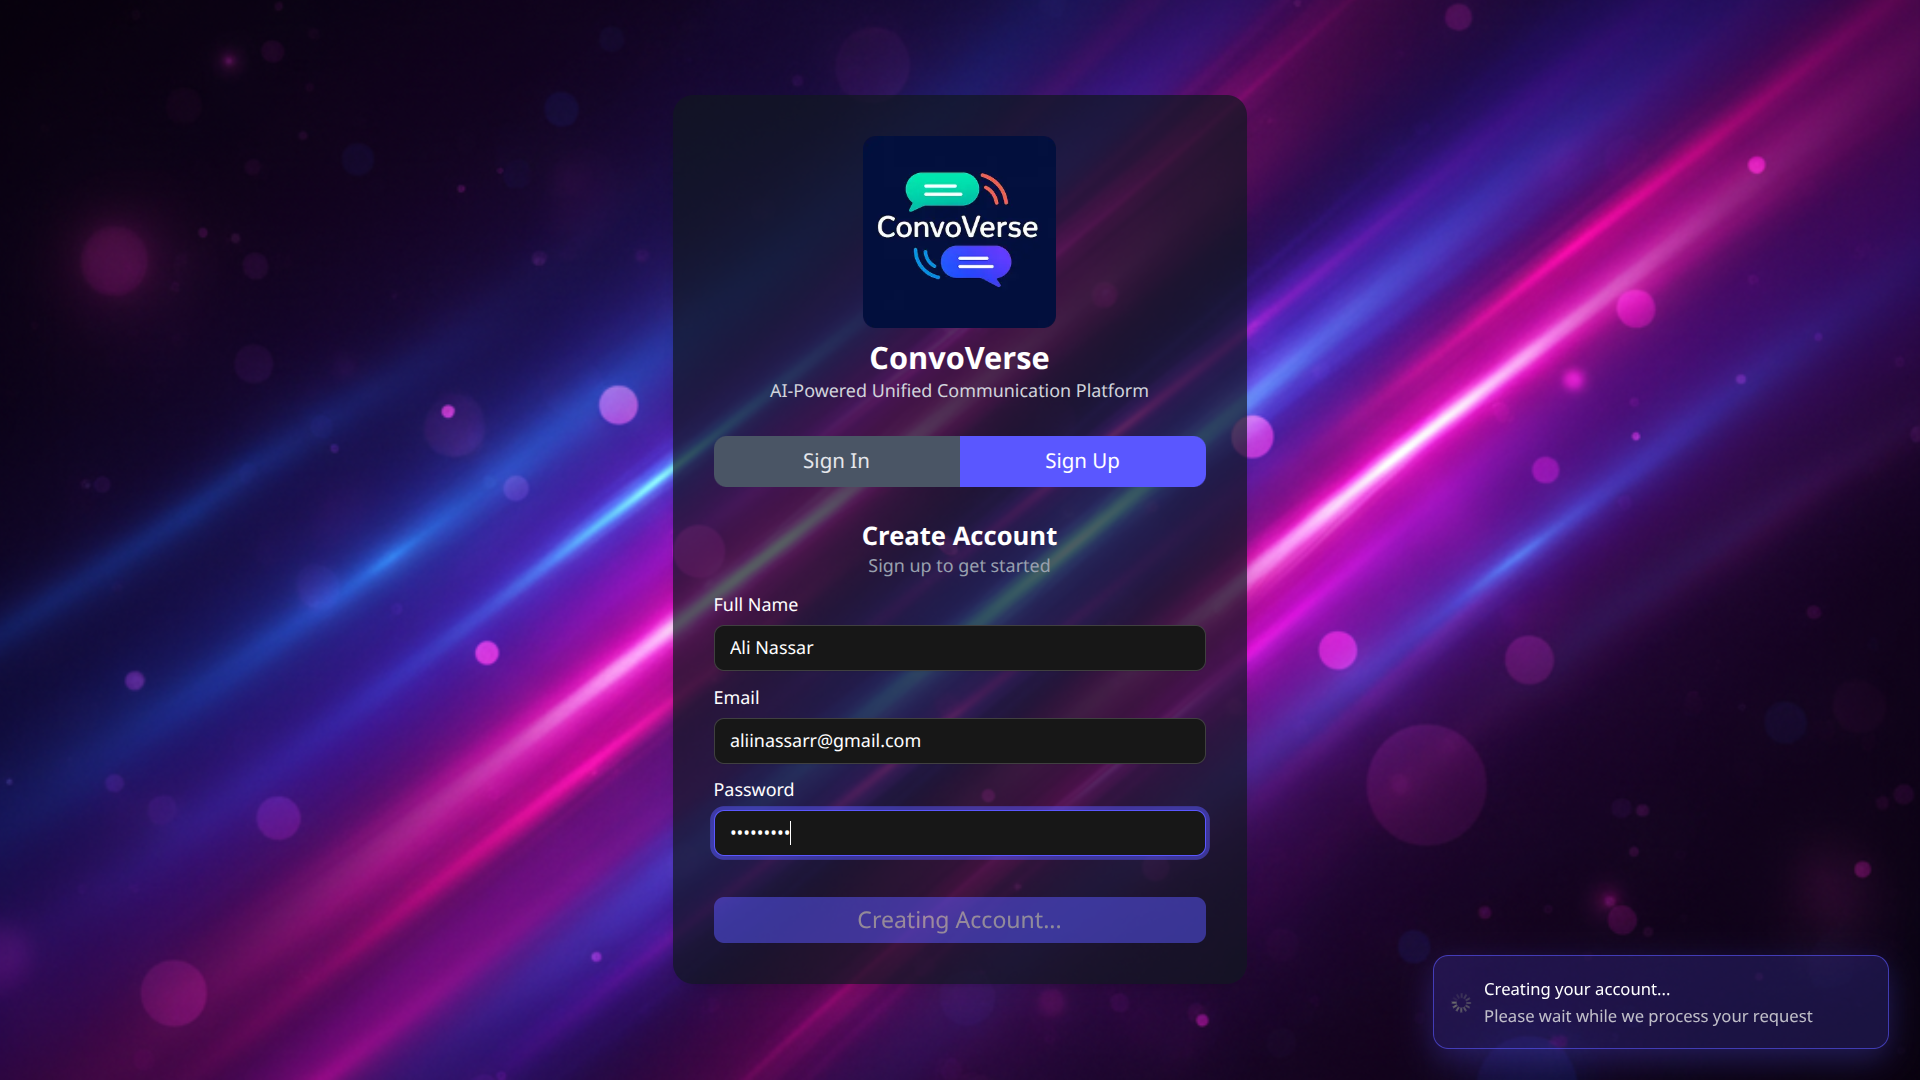 ConvoVerse
ConvoVerse
AI-Powered Unified Communication Platform
Sign In
Sign Up
Create Account
Sign up to get started
Full Name
Ali Nassar
Email
aliinassarr@gmail.com
Password
•••••••••
Creating Account...
Creating your account...
Please wait while we process your request